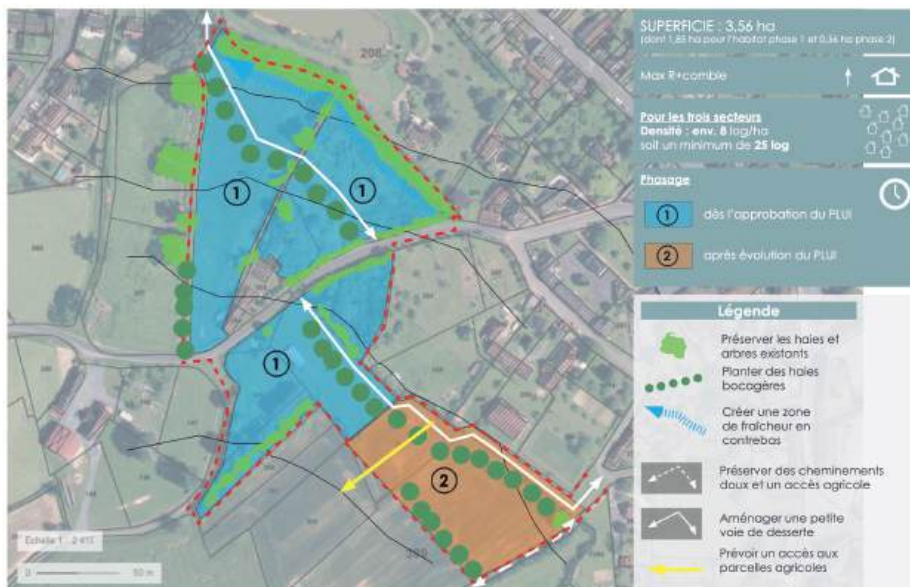 SUPERFICIE : 3,56 ha
(dont 1,85 ha pour l'habitat phase 1 et 0,56 ha phase 2)
Max R+comble
Pour les trois secteurs
Densité : env. 8 log/ha
soit un minimum de 25 log
Phasage
1 dès l'approbation du PLUI
2 après évolution du PLUI
Légende
Préserver les haies et
arbres existants
Planter des haies
bocagères
Créer une zone
de fraîcheur en
contrebas
Préserver des cheminements
doux et un accès agricole
Aménager une petite
voie de desserte
Prévoir un accès aux
parcelles agricoles
208
1
1
1
2
0 50 m